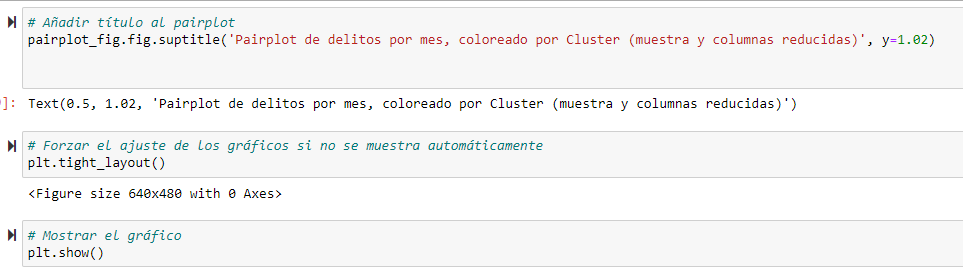 # Añadir título al pairplot
pairplot_fig.fig.suptitle('Pairplot de delitos por mes, coloreado por Cluster (muestra y columnas reducidas)', y=1.02)
]: Text(0.5, 1.02, 'Pairplot de delitos por mes, coloreado por Cluster (muestra y columnas reducidas)')
# Forzar el ajuste de los gráficos si no se muestra automáticamente
plt.tight_layout()
<Figure size 640x480 with 0 Axes>
# Mostrar el gráfico
plt.show()